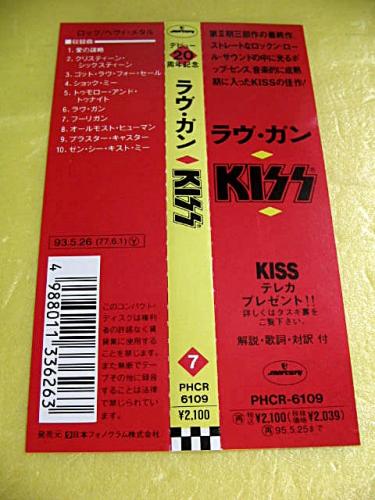 ロック/ヘヴィ・メタル
■収録曲
1. 愛の謀略
2. クリスティーン・
シックスティーン
3. ゴット・ラヴ・フォー・セール
4. ショック・ミー
5. トゥモロー・アンド・
トゥナイト
6. ラヴ・ガン
7. フーリガン
8. オールモスト・ヒューマン
9. プラスター・キャスター
10. ゼン・シー・キスト・ミー
93.5.26 (77.6.1) Y
4988011336263
このコンパクト・
ディスクは権利
者の許諾なく賃
貸業に使用する
ことを禁じます。
また無断でテー
プその他に録音
することは法律
で禁じられてい
ます。
発売元 日本フォノグラム株式会社
mercury
デビュー
20
周年記念
ラヴ・ガン
KISS
7
PHCR
6109
¥2,100
mercury
第Ⅱ期三部作の最終作。
ストレートなロックン・ロー
ル・サウンドの中に光るポ
ップ・センス。音楽的に成熟
期に入ったKISSの佳作!
ラヴ・ガン
KISS
KISS
テレカ
プレゼント!!
詳しくはタスキ裏を
ご覧下さい。
解説・歌詞・対訳 付
mercury
PHCR-6109
再 ¥2,100(税抜価格 ¥2,039)
再 95.5.25まで